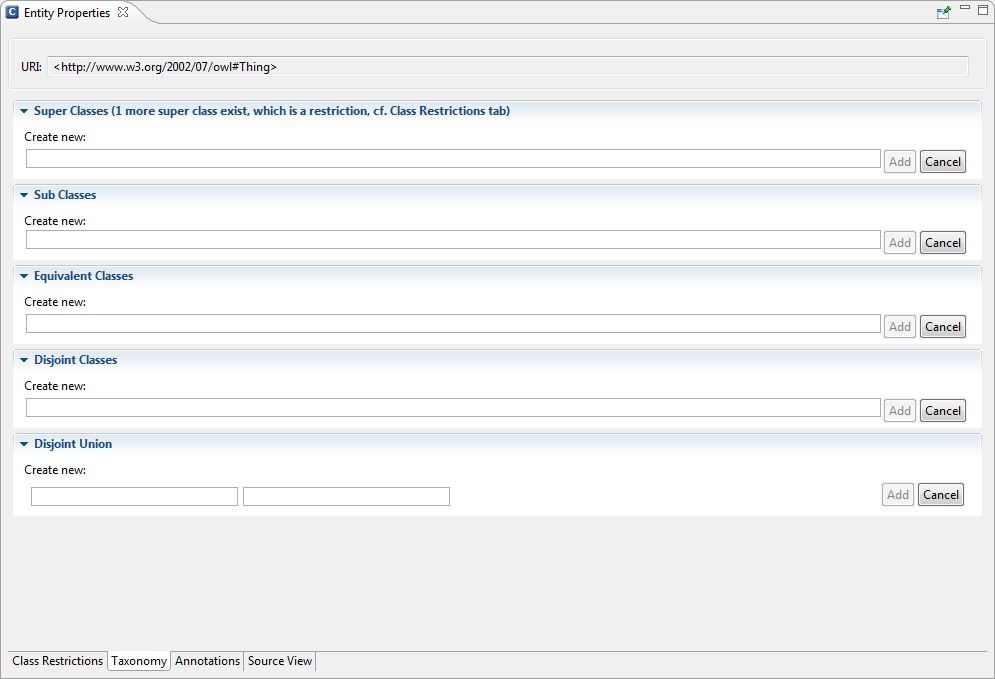 C Entity Properties
URI: <http://www.w3.org/2002/07/owl#Thing>
Super Classes (1 more super class exist, which is a restriction, cf. Class Restrictions tab)
Create new:
Add Cancel
Sub Classes
Create new:
Add Cancel
Equivalent Classes
Create new:
Add Cancel
Disjoint Classes
Create new:
Add Cancel
Disjoint Union
Create new:
Add Cancel
Class Restrictions Taxonomy Annotations Source View